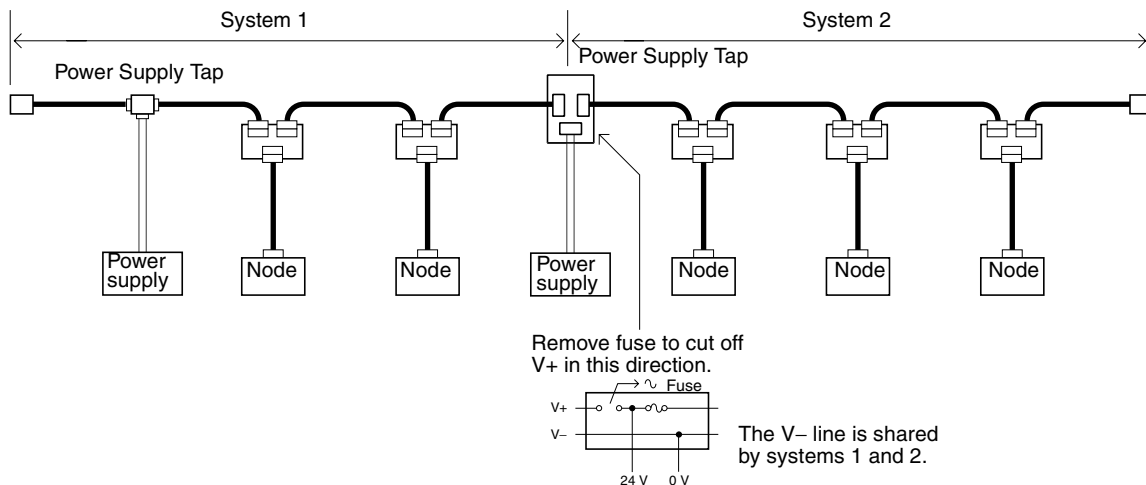 System 1
System 2
Power Supply Tap
Power Supply Tap
Power
supply
Node
Node
Power
supply
Node
Node
Node
Remove fuse to cut off
V+ in this direction.
Fuse
V+
V–
The V– line is shared
by systems 1 and 2.
24 V
0 V